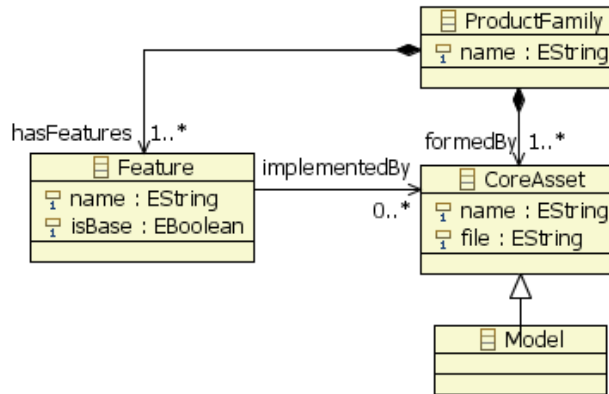 ProductFamily
name : EString
hasFeatures 1..*
formedBy 1..*
Feature
name : EString
isBase : EBoolean
implementedBy
0..*
CoreAsset
name : EString
file : EString
Model